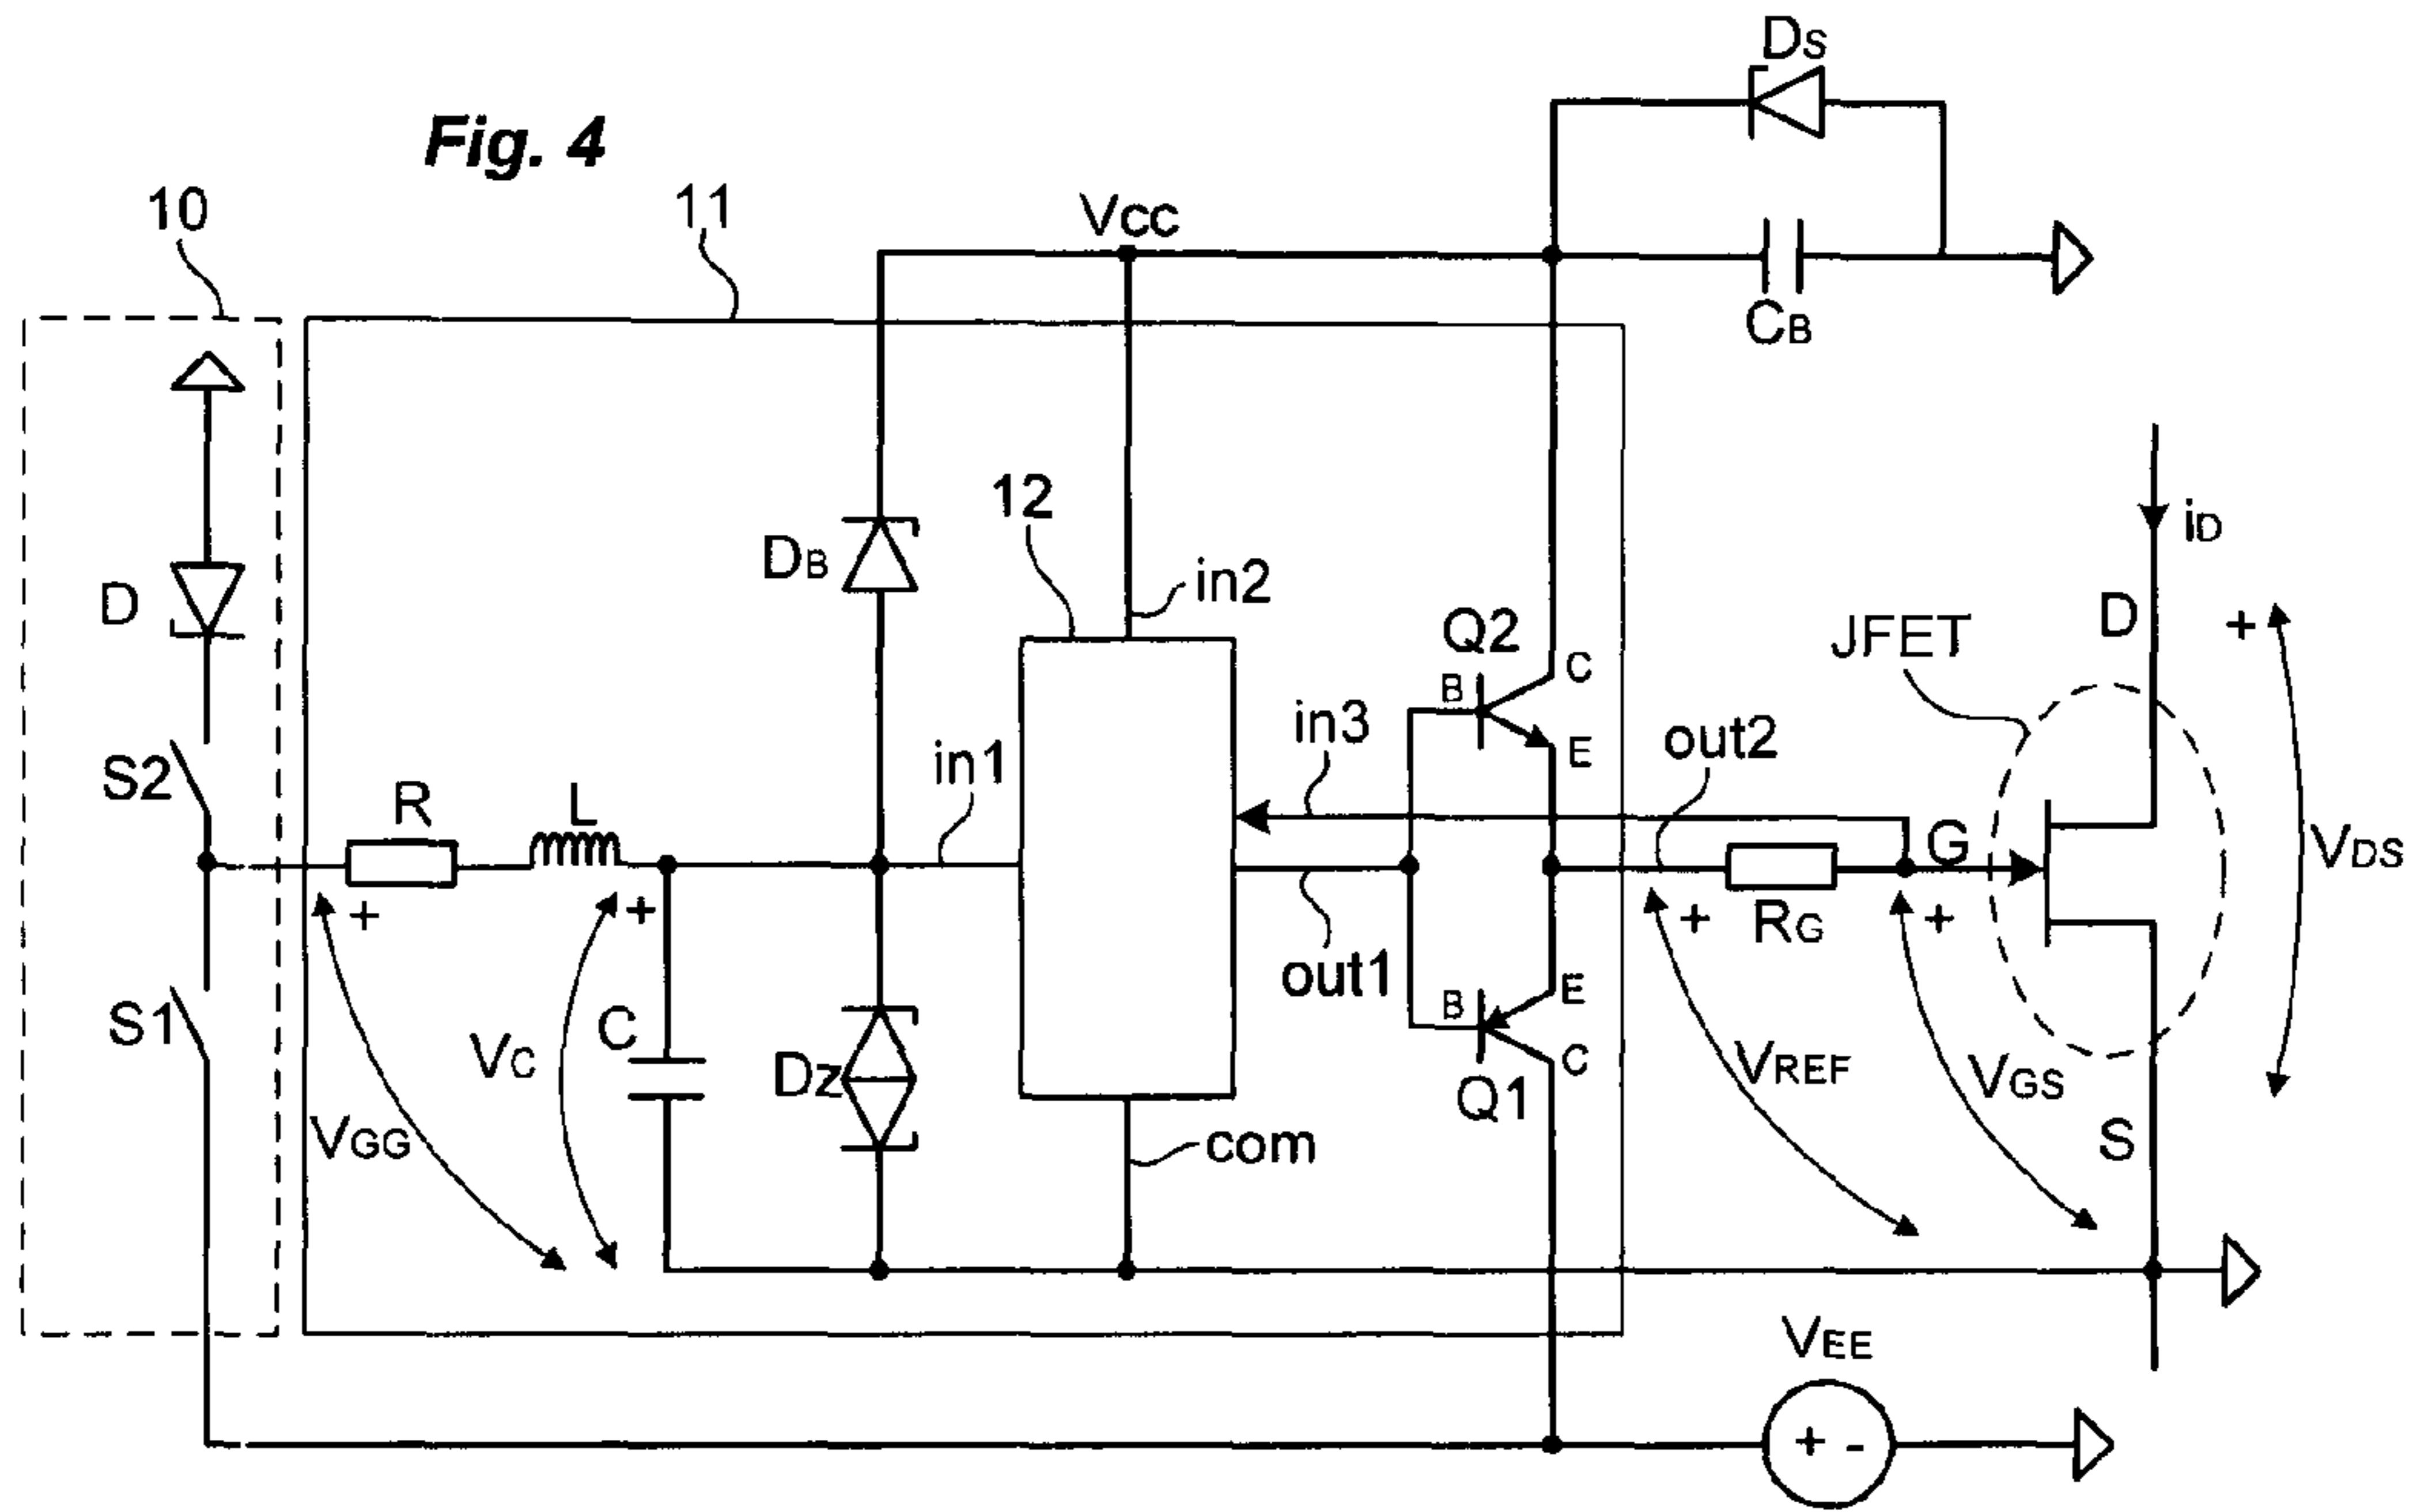 DS
Fig. 4
10
11
VCC
CB
12
DB
in2
iD
D
D
+
Q2
C
B
JFET
in3
E
S2
in1
out2
R
L
G
VDS
+
+
+
RG
+
out1
E
B
S1
C
VC
DZ
C
VREF
VGS
Q1
VGG
com
S
VEE
+ -